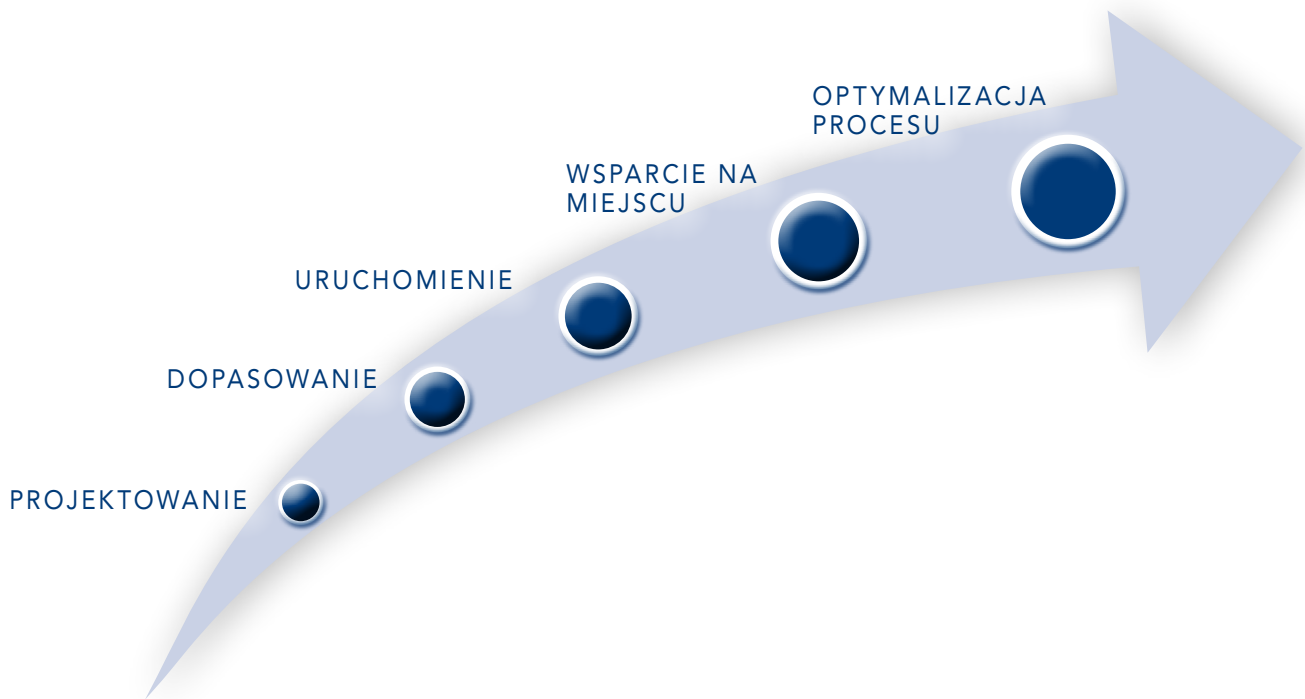 OPTYMALIZACJA
PROCESU
WSPARCIE NA
MIEJSCU
URUCHOMIENIE
DOPASOWANIE
PROJEKTOWANIE